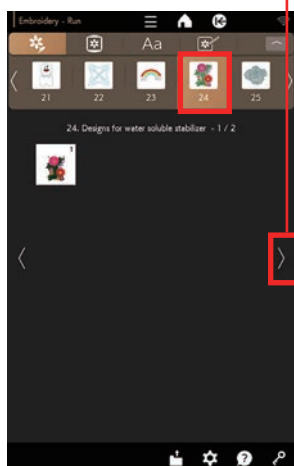 Embroidery - Run
Aa
21 22 23 24 25
24. Designs for water soluble stabilizer - 1 / 2
1